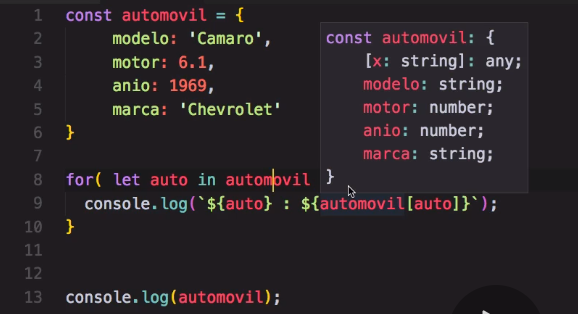 1 const automovil = {
2 modelo: 'Camaro',
3 motor: 6.1,
4 anio: 1969,
5 marca: 'Chevrolet'
6 }
7
8 for( let auto in automovil
9 console.log(`${auto} : ${automovil[auto]}`);
10 }
11
12
13 console.log(automovil);
const automovil: {
[x: string]: any;
modelo: string;
motor: number;
anio: number;
marca: string;
}